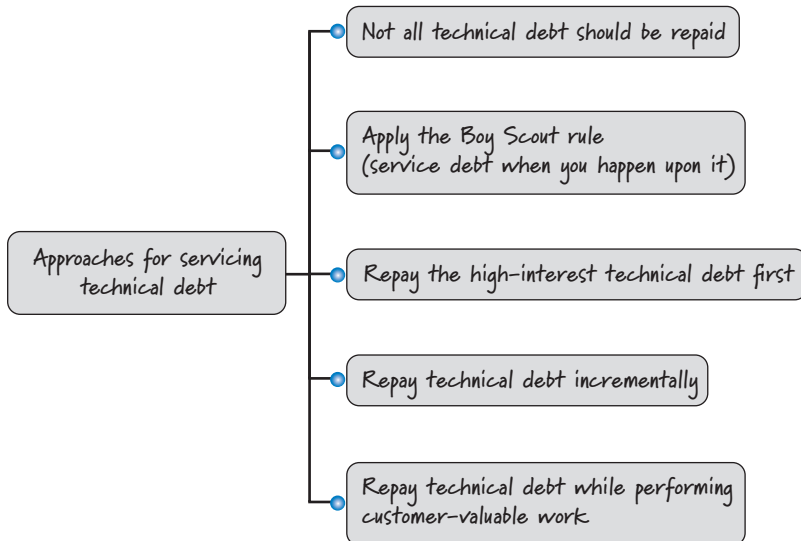 Not all technical debt should be repaid
Apply the Boy Scout rule
(service debt when you happen upon it)
Approaches for servicing
technical debt
Repay the high-interest technical debt first
Repay technical debt incrementally
Repay technical debt while performing
customer-valuable work